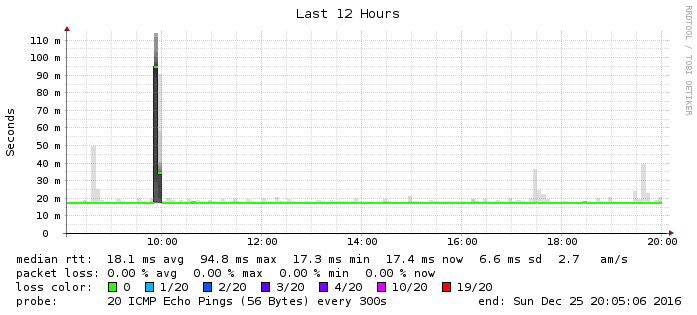 Last 12 Hours
RRDTOOL / TOBI OETIKER
Seconds
110 m
100 m
90 m
80 m
70 m
60 m
50 m
40 m
30 m
20 m
10 m
0
10:00 12:00 14:00 16:00 18:00 20:00
median rtt: 18.1 ms avg 94.8 ms max 17.3 ms min 17.4 ms now 6.6 ms sd 2.7 am/s
packet loss: 0.00 % avg 0.00 % max 0.00 % min 0.00 % now
loss color: 0 1/20 2/20 3/20 4/20 10/20 19/20
probe: 20 ICMP Echo Pings (56 Bytes) every 300s end: Sun Dec 25 20:05:06 2016